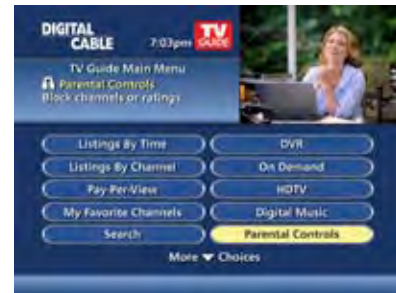 DIGITAL
CABLE
7:03pm
TV
GUIDE
TV Guide Main Menu
Parental Controls
Block channels or ratings
Listings By Time
DVR
Listings By Channel
On Demand
Pay-Per-View
HDTV
My Favorite Channels
Digital Music
Search
Parental Controls
More Choices